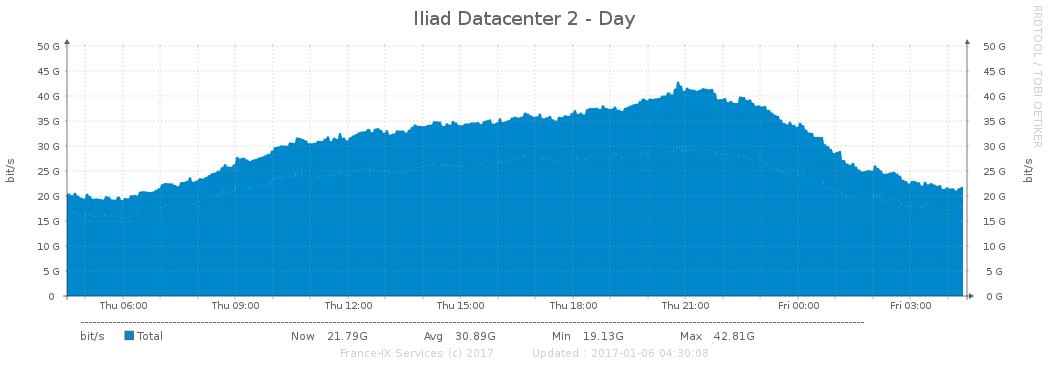 Iliad Datacenter 2 - Day
RRDTOOL / TOBI OETIKER
50 G 50 G
45 G 45 G
40 G 40 G
35 G 35 G
30 G 30 G
25 G 25 G
20 G 20 G
15 G 15 G
10 G 10 G
5 G 5 G
0 0 G
bit/s bit/s
Thu 06:00 Thu 09:00 Thu 12:00 Thu 15:00 Thu 18:00 Thu 21:00 Fri 00:00 Fri 03:00
bit/s Total Now 21.79G Avg 30.89G Min 19.13G Max 42.81G
France-IX Services (c) 2017 Updated : 2017-01-06 04:30:08